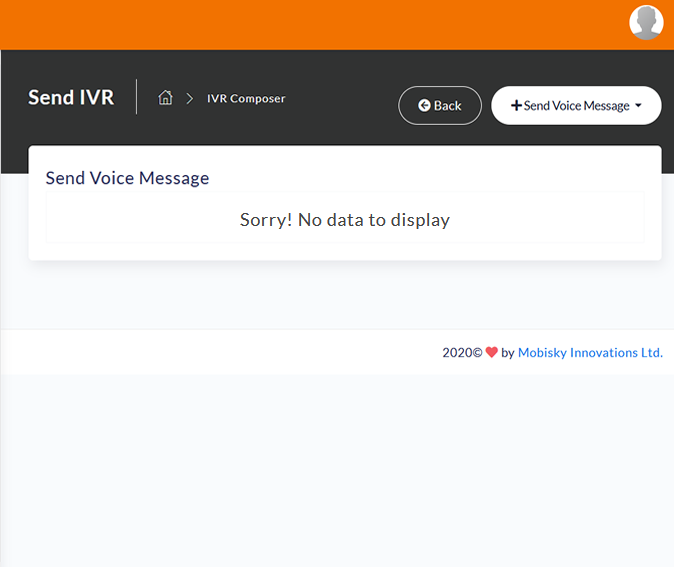 Send IVR
IVR Composer
Back
Send Voice Message
Send Voice Message
Sorry! No data to display
2020© ❤ by Mobisky Innovations Ltd.